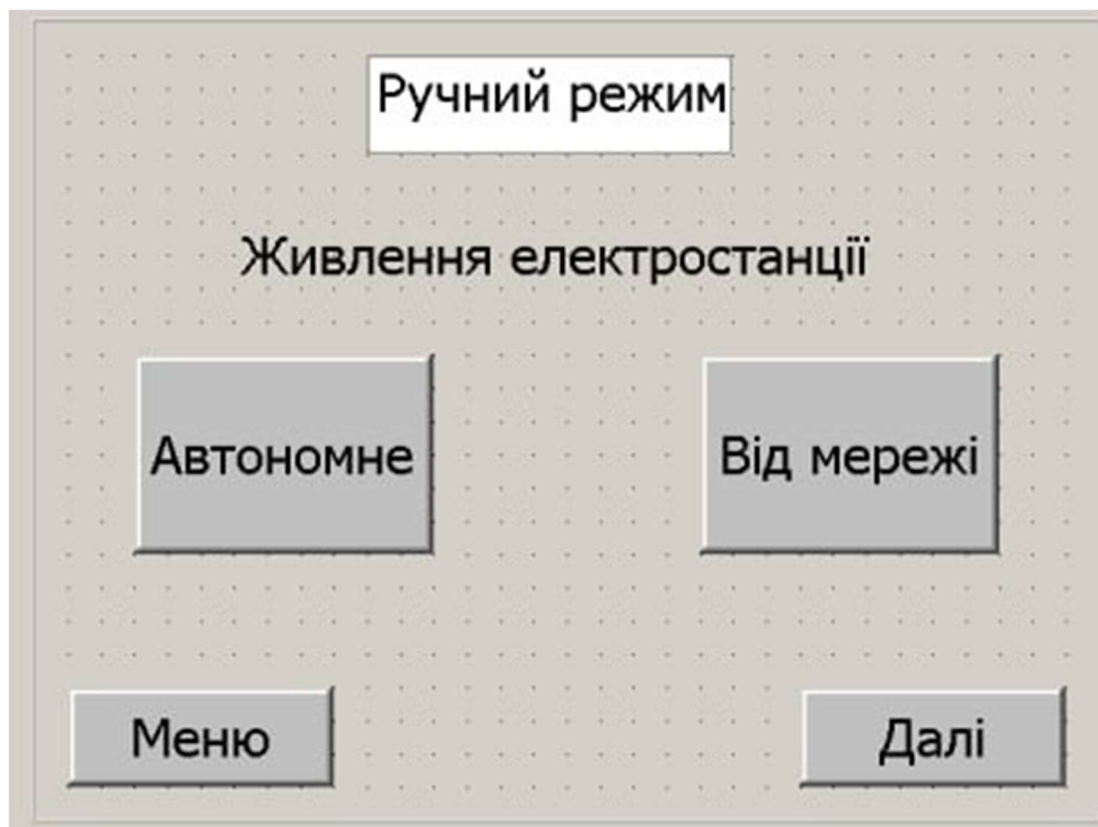 Ручний режим
Живлення електростанції
Автономне
Від мережі
Меню
Далі